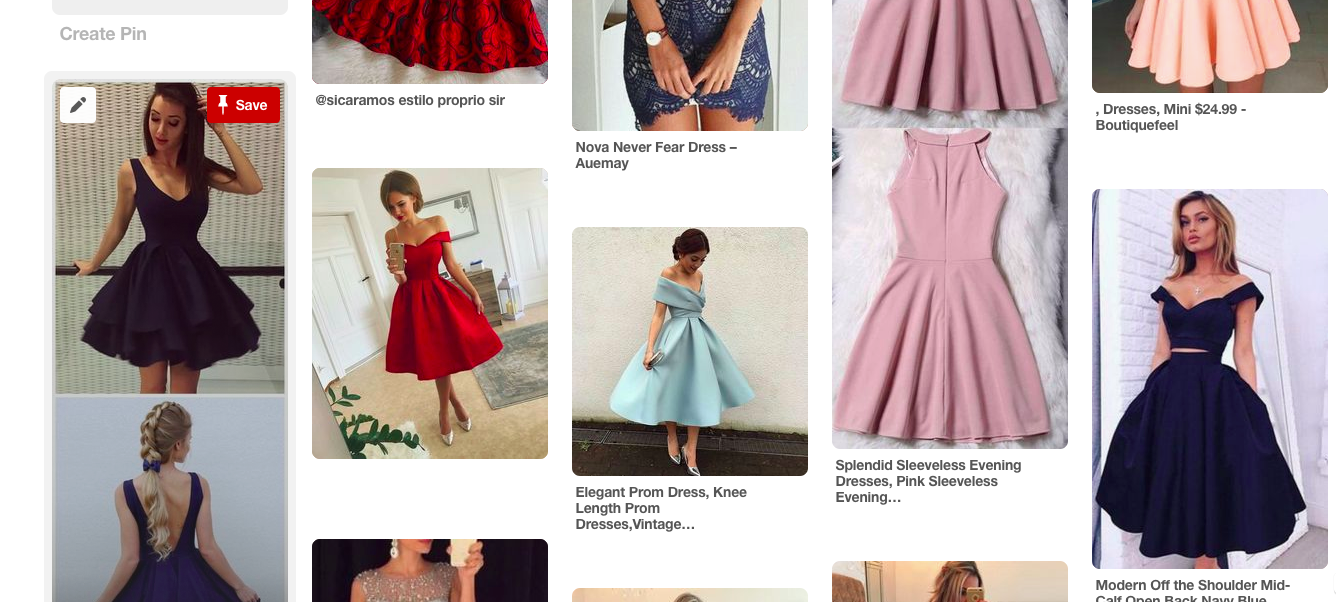 Create Pin
Save
@sicaramos estilo proprio sir
Nova Never Fear Dress –
Auemay
Elegant Prom Dress, Knee
Length Prom
Dresses,Vintage…
Splendid Sleeveless Evening
Dresses, Pink Sleeveless
Evening…
, Dresses, Mini $24.99 -
Boutiquefeel
Modern Off the Shoulder Mid-
Calf Open Back Navy Blue